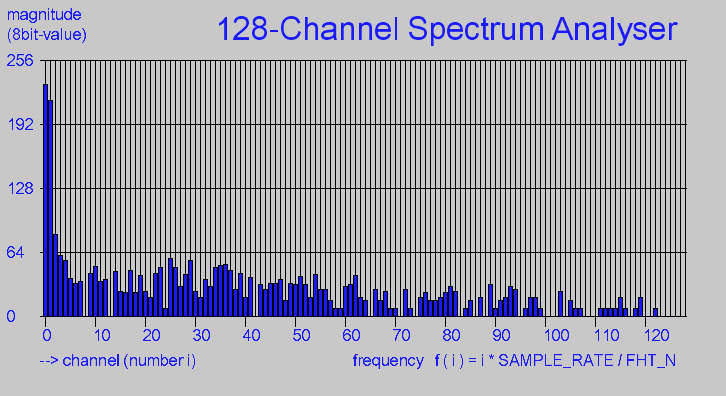 magnitude
(8bit-value)
128-Channel Spectrum Analyser
256
192
128
64
0
0 10 20 30 40 50 60 70 80 90 100 110 120
--> channel (number i)
frequency f ( i ) = i * SAMPLE_RATE / FHT_N